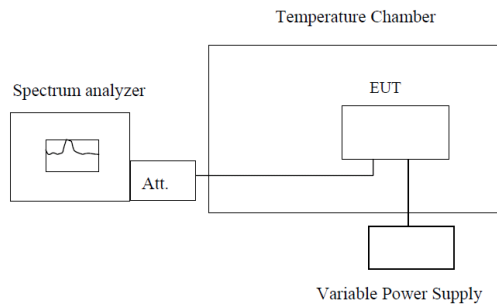 Temperature Chamber
Spectrum analyzer
EUT
Att.
Variable Power Supply